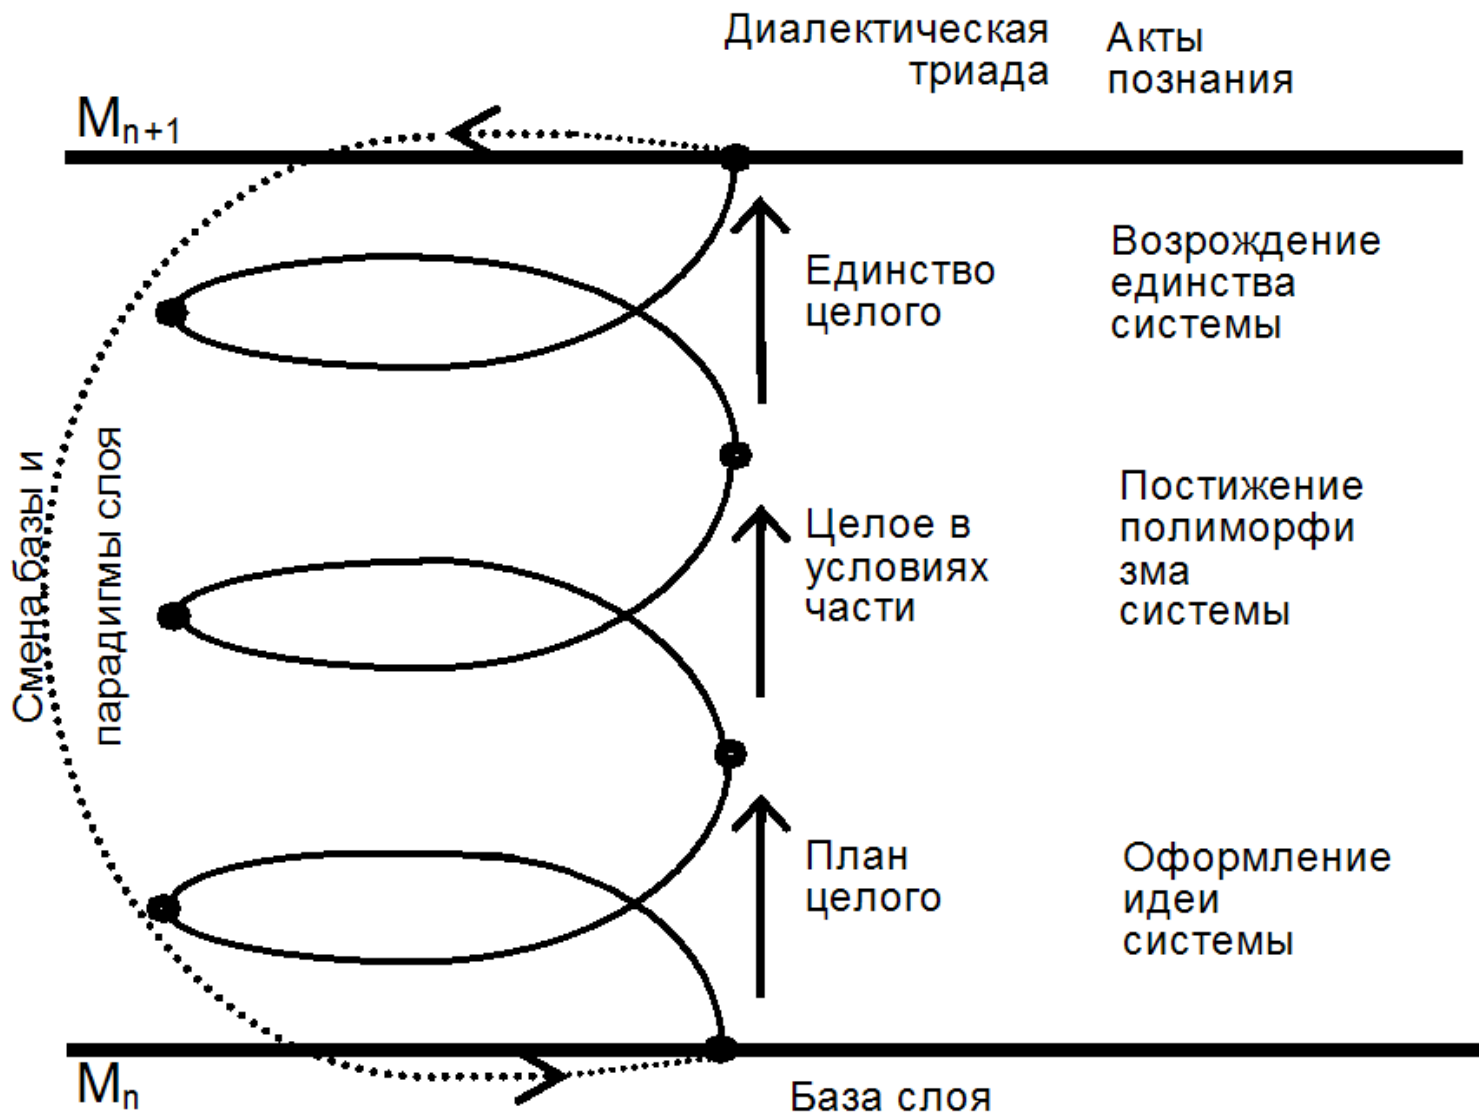 Диалектическая
триада
Акты
познания
Mn+1
Единство
целого
Возрождение
единства
системы
Целое в
условиях
части
Постижение
полиморфи
зма
системы
Смена базы и
парадигмы слоя
План
целого
Оформление
идеи
системы
Mn
База слоя